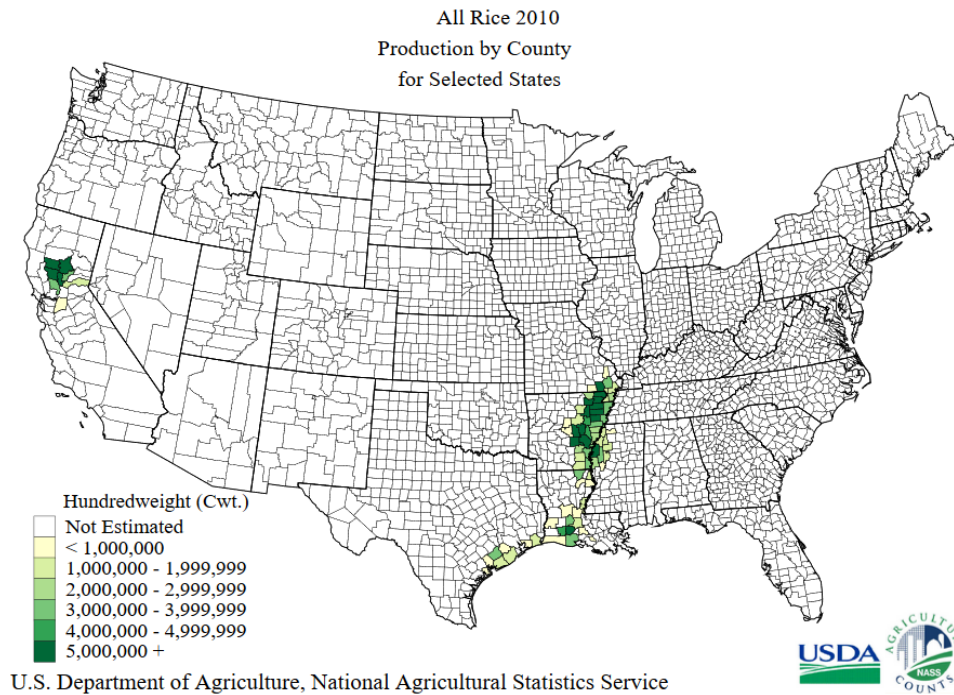 All Rice 2010
Production by County
for Selected States
Hundredweight (Cwt.)
Not Estimated
< 1,000,000
1,000,000 - 1,999,999
2,000,000 - 2,999,999
3,000,000 - 3,999,999
4,000,000 - 4,999,999
5,000,000 +
U.S. Department of Agriculture, National Agricultural Statistics Service
USDA
AGRICULTURE
NASS
COUNTS